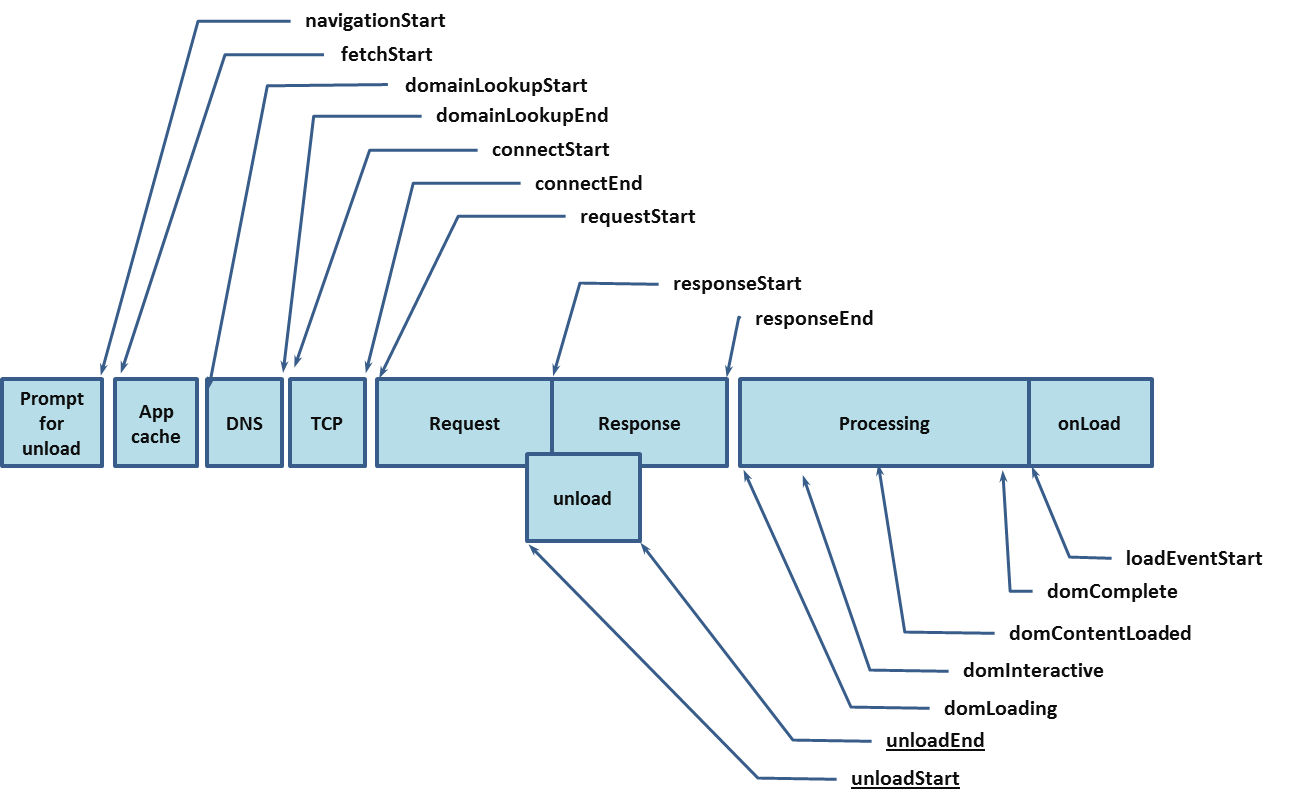 navigationStart
fetchStart
domainLookupStart
domainLookupEnd
connectStart
connectEnd
requestStart
responseStart
responseEnd
Prompt
for
unload
App
cache
DNS
TCP
Request
Response
Processing
onLoad
unload
loadEventStart
domComplete
domContentLoaded
domInteractive
domLoading
unloadEnd
unloadStart